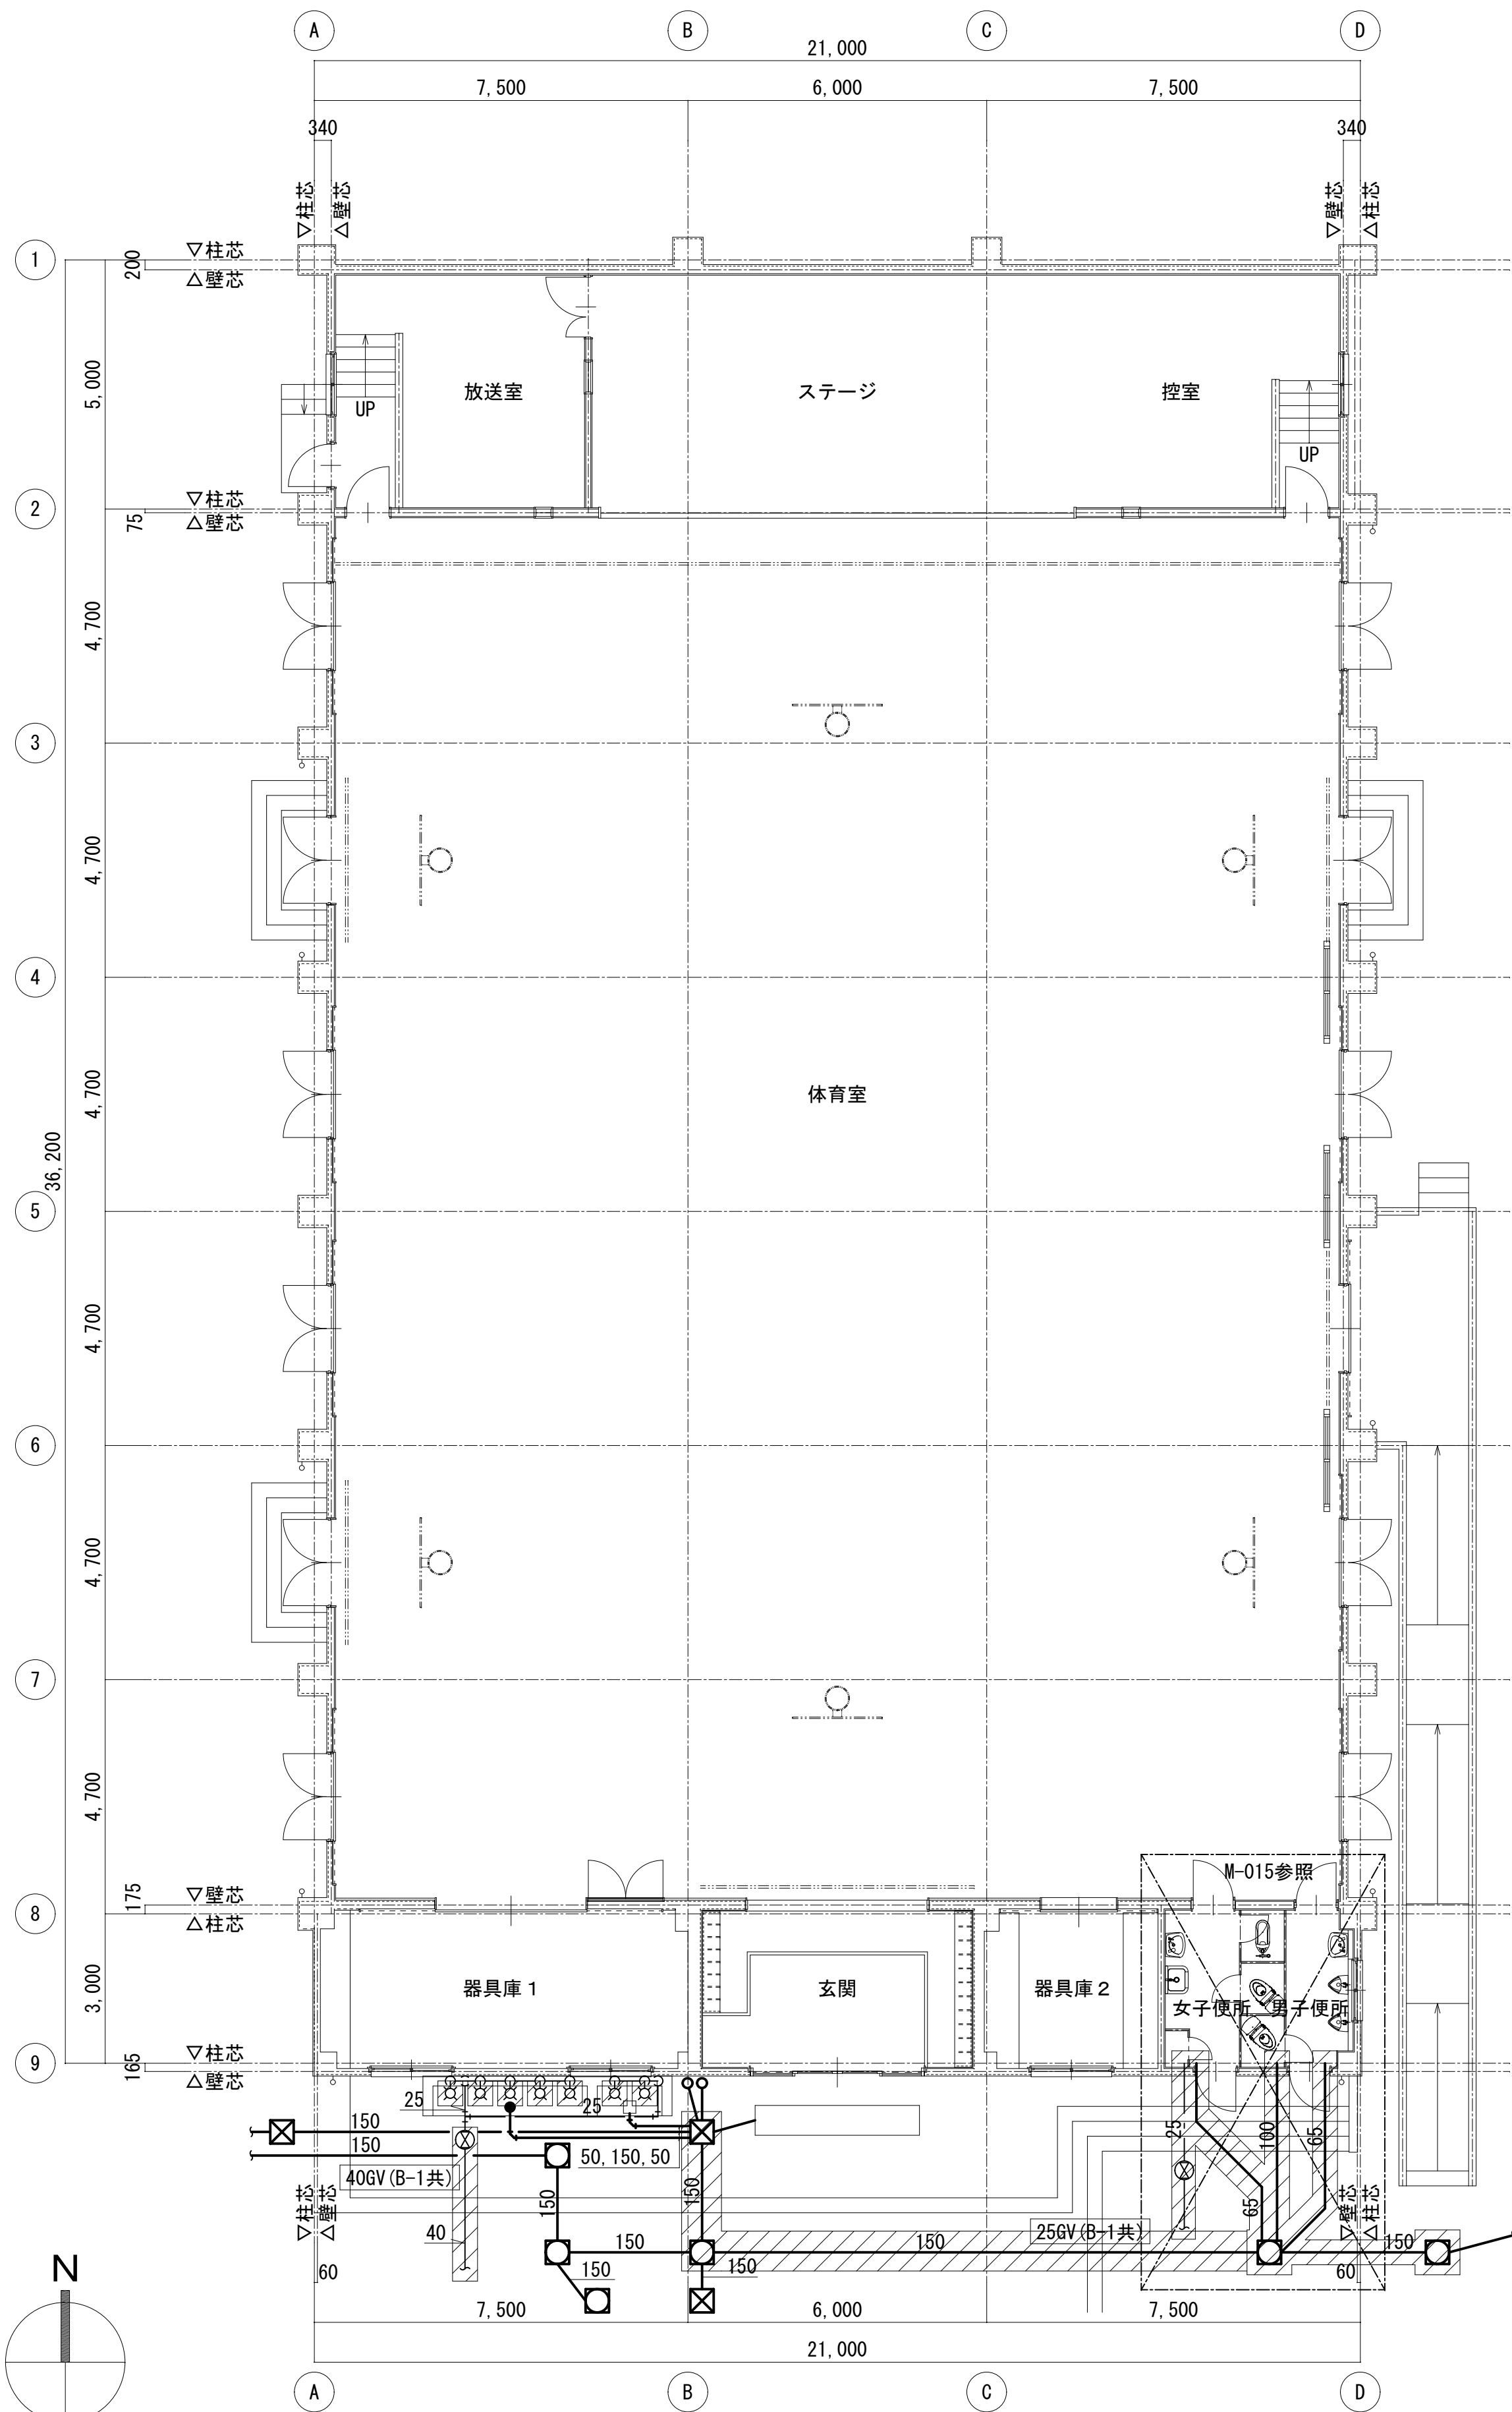 A
B
C
D
21,000
7,500
6,000
7,500
340
340
▽柱芯
△壁芯
▽壁芯
△柱芯
1
200
▽柱芯
△壁芯
5,000
放送室
ステージ
控室
UP
UP
2
75
▽柱芯
△壁芯
4,700
3
4,700
4
4,700
体育室
36,200
5
4,700
6
4,700
7
4,700
M-015参照
8
175
▽壁芯
△柱芯
3,000
器具庫1
玄関
器具庫2
女子便所
男子便所
9
165
▽柱芯
△壁芯
25
25
150
150
50,150,50
40GV(B-1共)
150
150
25
100
65
65
▽柱芯
△壁芯
▽壁芯
△柱芯
40
150
150
25GV(B-1共)
150
150
150
60
60
N
7,500
6,000
7,500
21,000
A
B
C
D